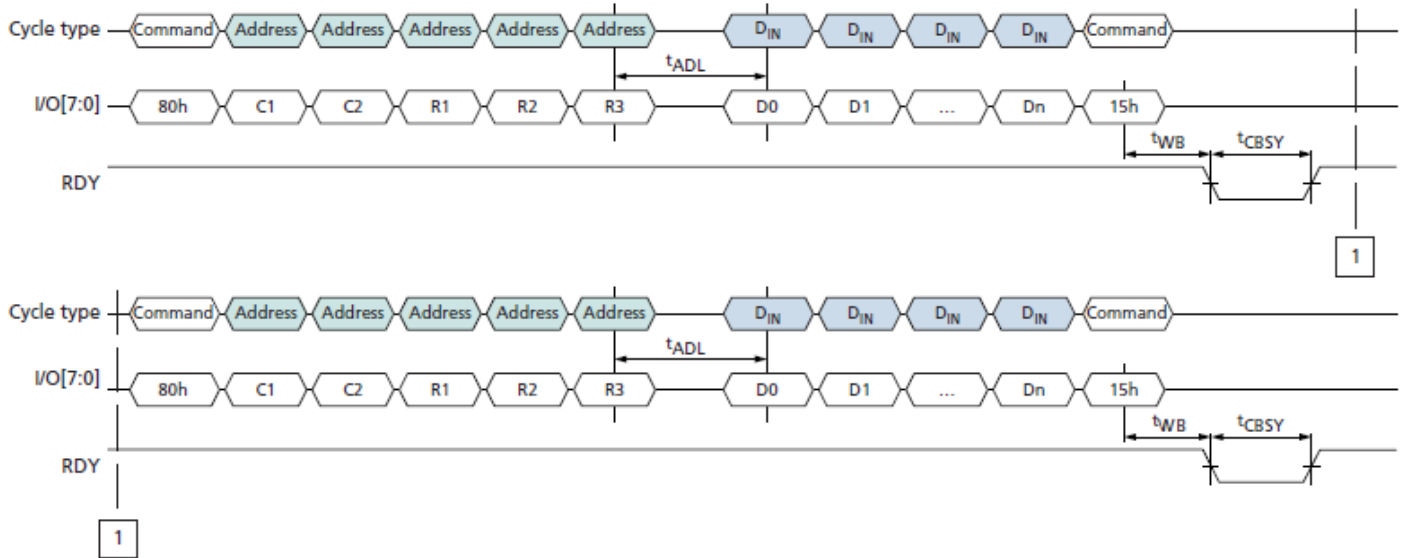 Cycle type Command Address Address Address Address Address DIN DIN DIN DIN Command
tADL
I/O[7:0] 80h C1 C2 R1 R2 R3 D0 D1 ... Dn 15h
tWB tCBSY
RDY
1
Cycle type Command Address Address Address Address Address DIN DIN DIN DIN Command
tADL
I/O[7:0] 80h C1 C2 R1 R2 R3 D0 D1 ... Dn 15h
tWB tCBSY
RDY
1